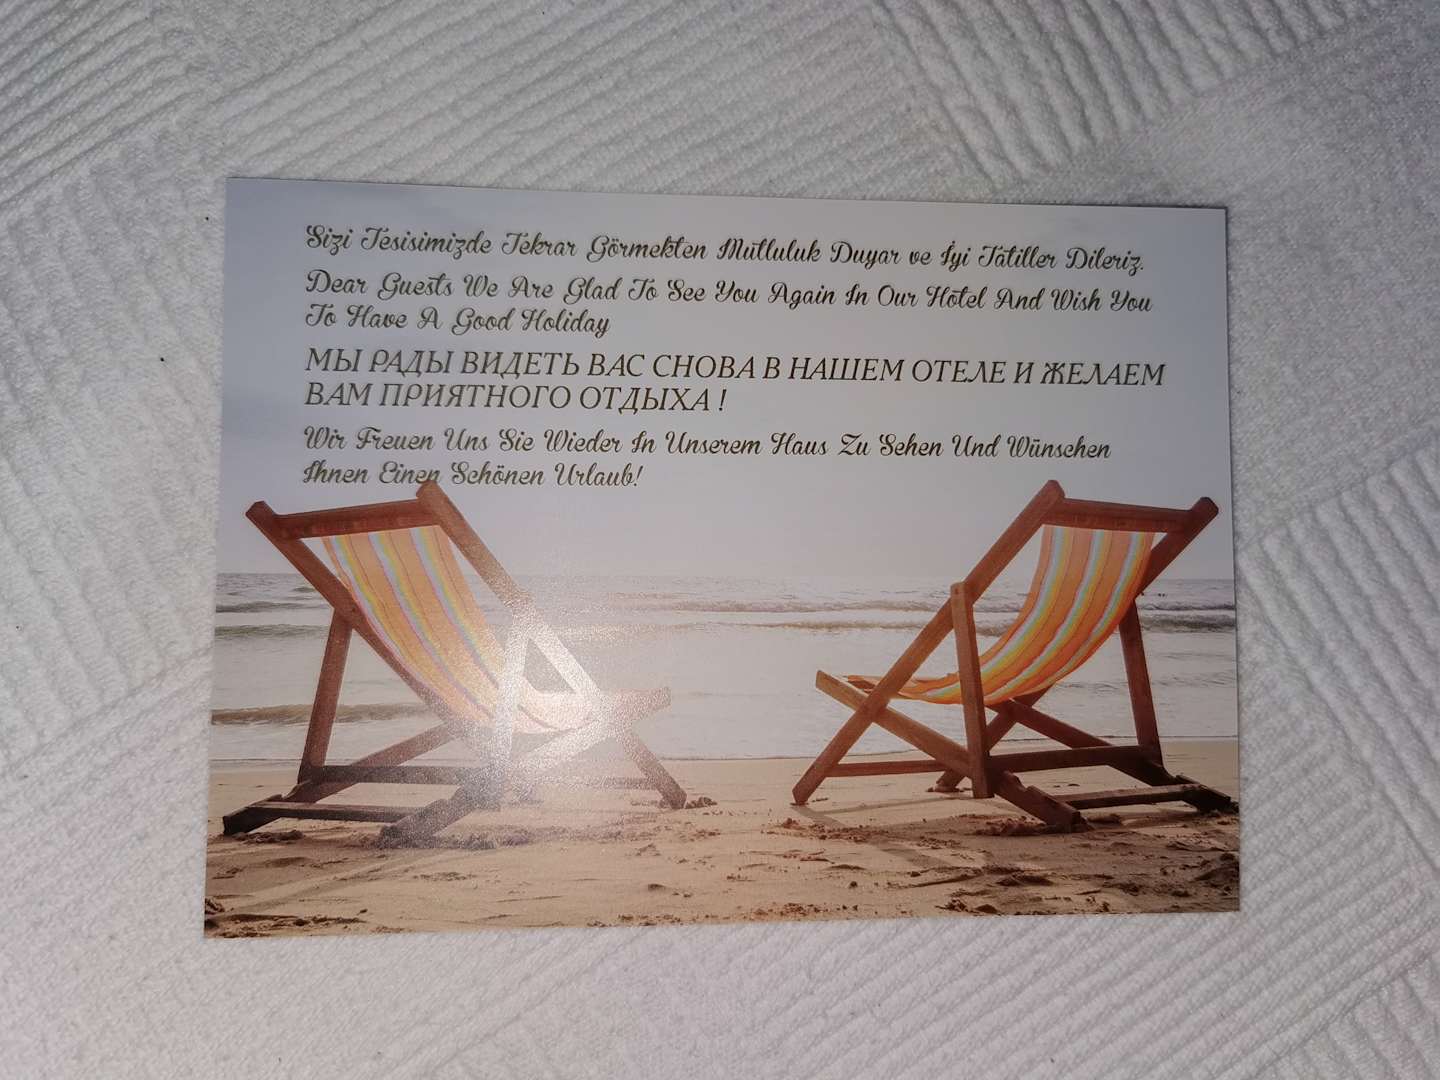 Sizi Tesisimizde Tekrar Görmekten Mutluluk Duyar ve İyi Tatiller Dileriz.
Dear Guests We Are Glad To See You Again In Our Hotel And Wish You
To Have A Good Holiday
МЫ РАДЫ ВИДЕТЬ ВАС СНОВА В НАШЕМ ОТЕЛЕ И ЖЕЛАЕМ
ВАМ ПРИЯТНОГО ОТДЫХА !
Wir Freuen Uns Sie Wieder In Unserem Haus Zu Sehen Und Wünschen
Ihnen Einen Schönen Urlaub!